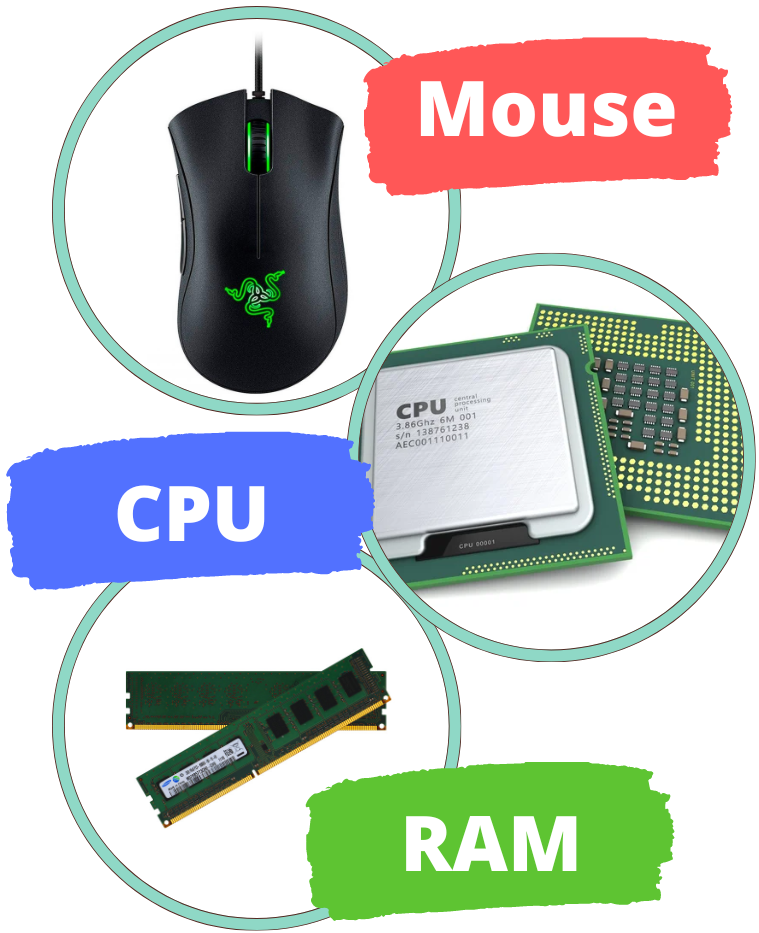 Mouse
CPU
central
processing
unit
3.86Ghz 6M 001
s/n 138761238
AEC001110011
CPU 00001
CPU
RAM